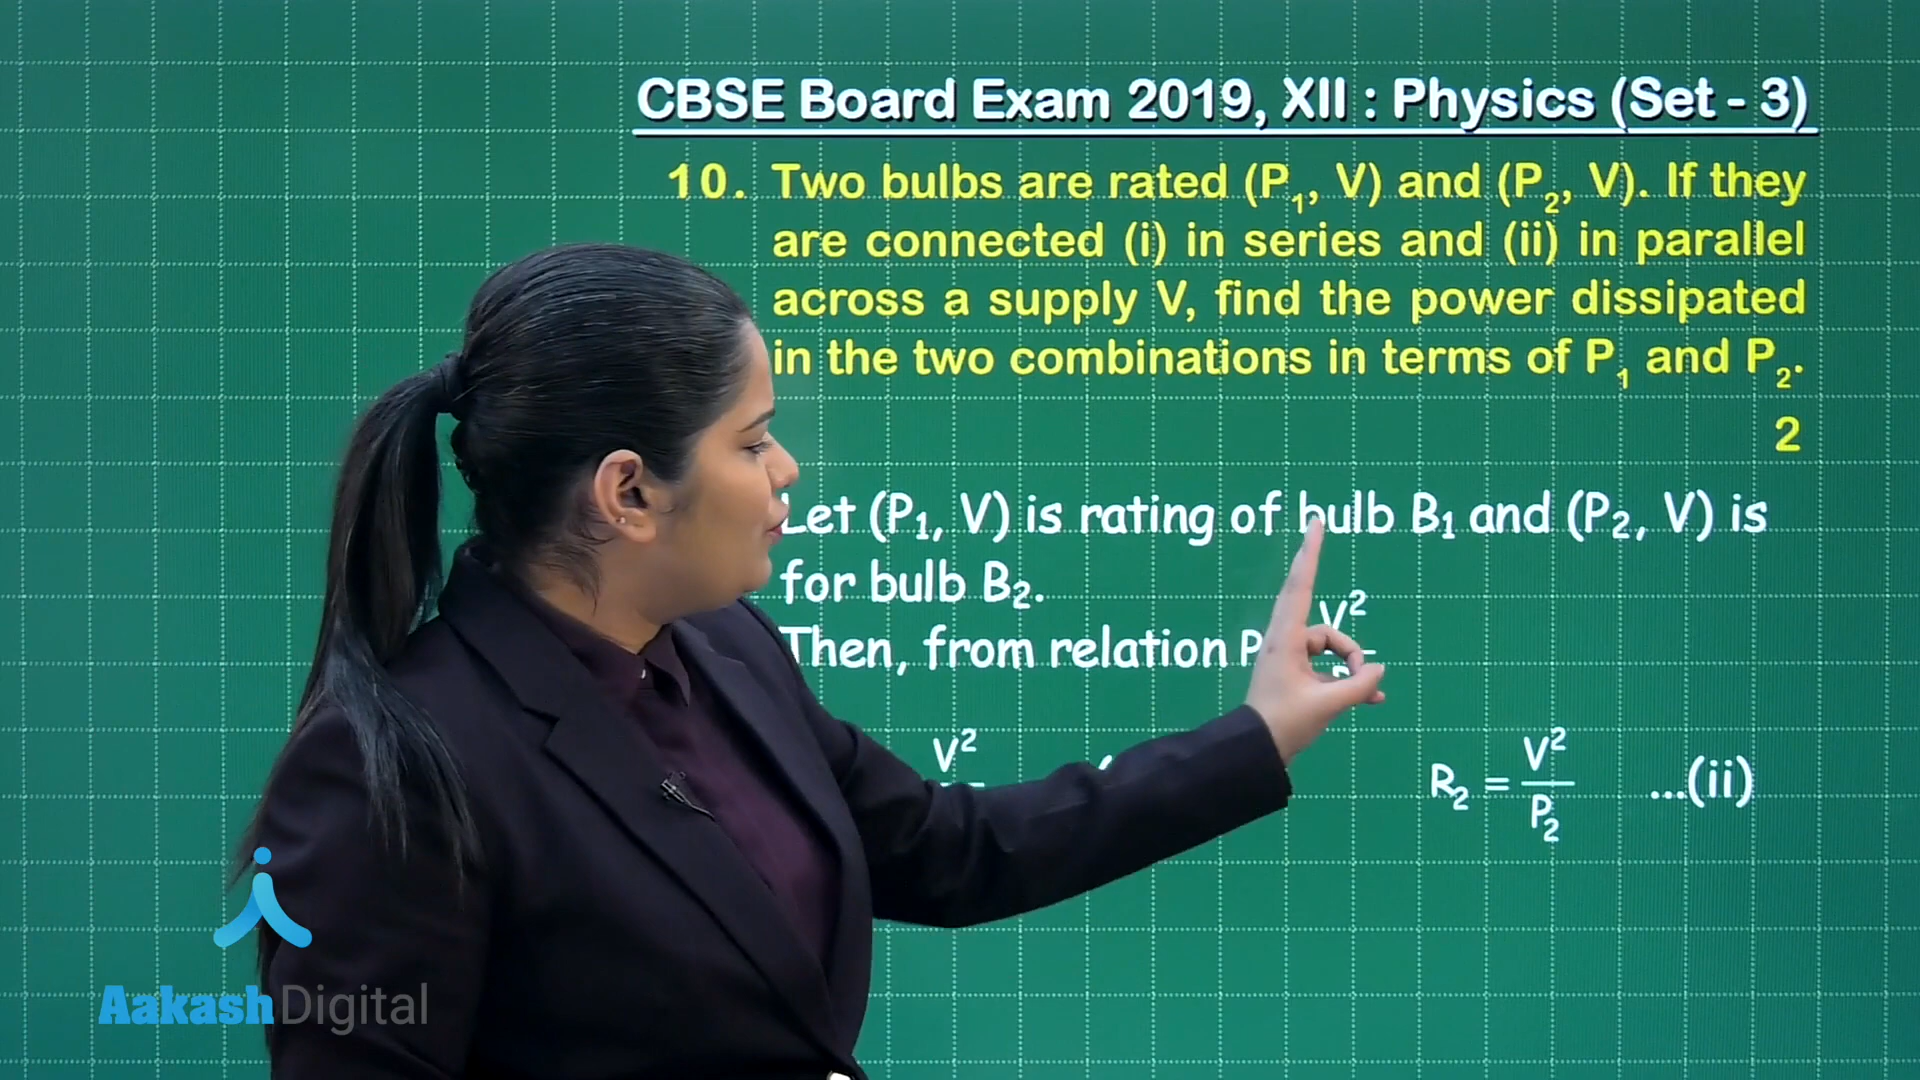 CBSE Board Exam 2019, XII : Physics (Set - 3)
10. Two bulbs are rated (P₁, V) and (P₂, V). If they
are connected (i) in series and (ii) in parallel
across a supply V, find the power dissipated
in the two combinations in terms of P₁ and P₂.
2
Let (P₁, V) is rating of bulb B₁ and (P₂, V) is
for bulb B₂.
Then, from relation P V²
V²
R₂ = V²/P₂ ...(ii)
Aakash Digital